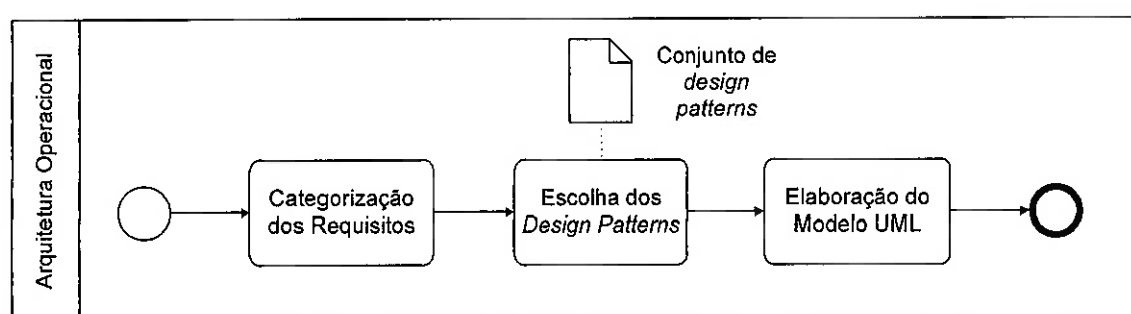 Arquitetura Operacional
Conjunto de
design
patterns
Categorização
dos Requisitos
Escolha dos
Design Patterns
Elaboração do
Modelo UML